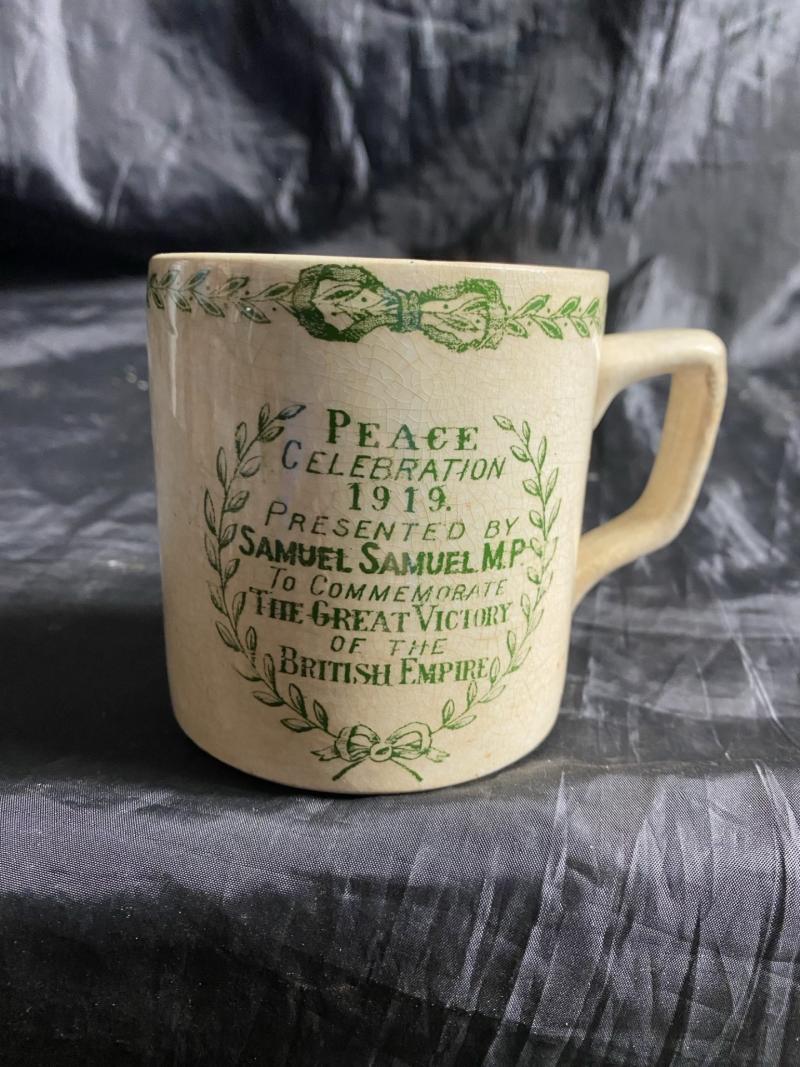 PEACE
CELEBRATION
1919.
PRESENTED BY
SAMUEL SAMUEL M.P.
TO COMMEMORATE
THE GREAT VICTORY
OF THE
BRITISH EMPIRE